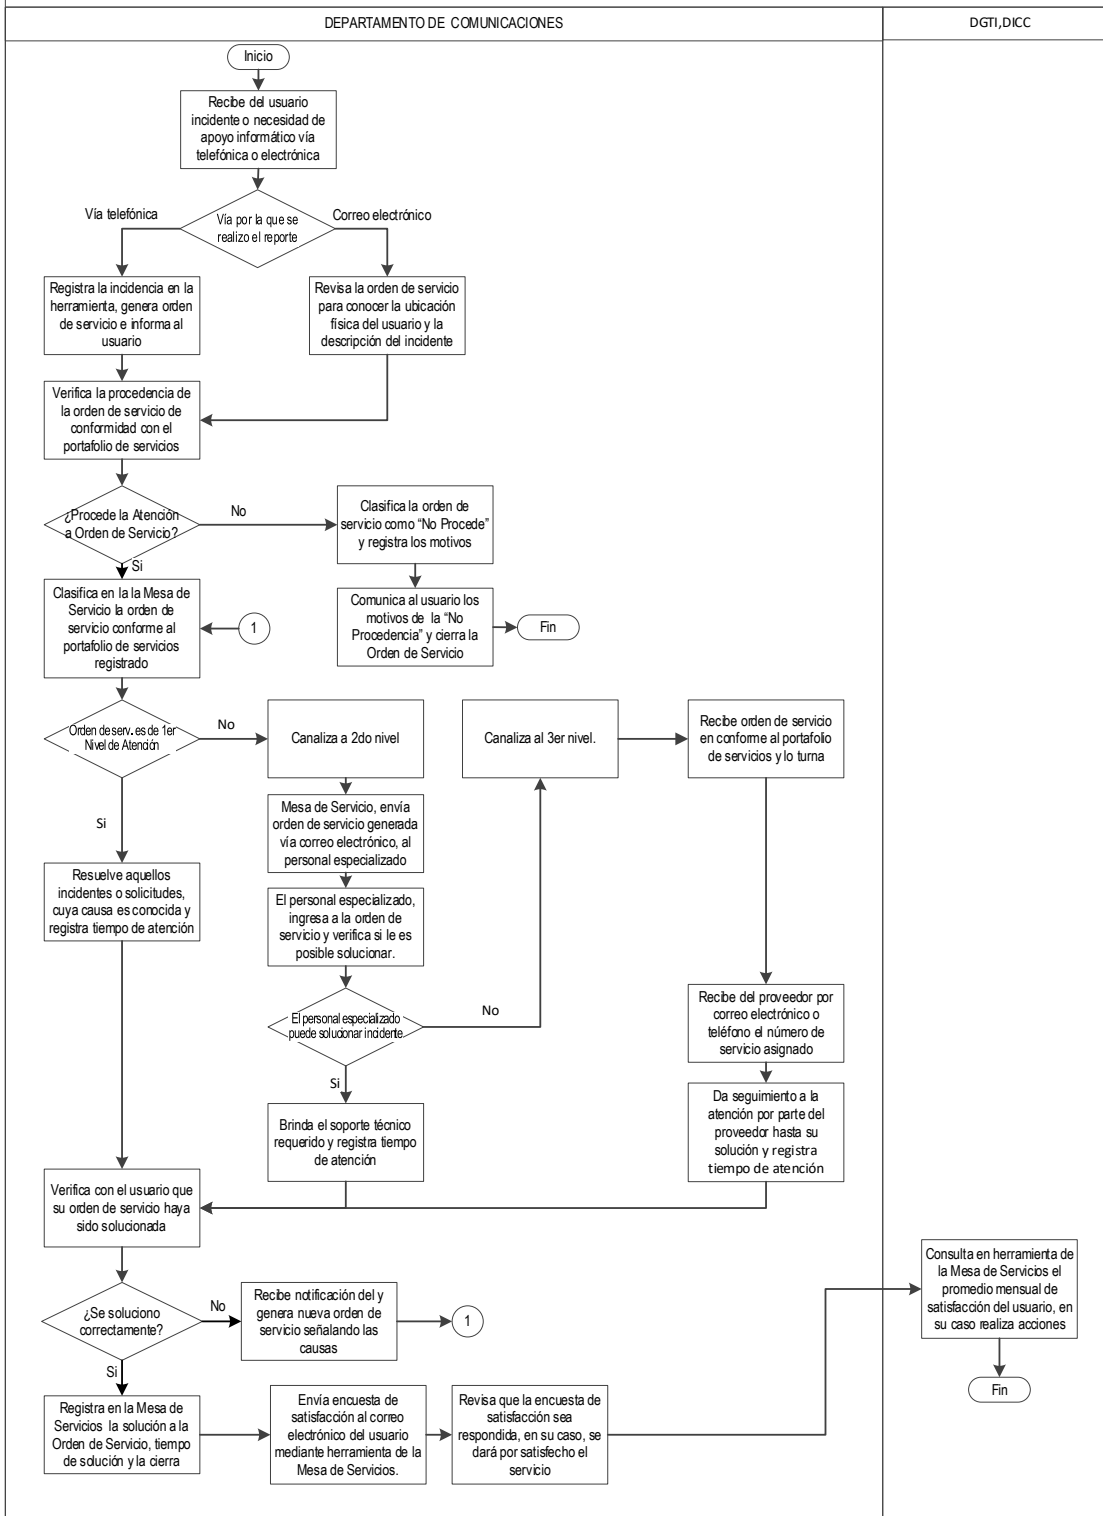 DEPARTAMENTO DE COMUNICACIONES
DGTI,DICC
Inicio
Recibe del usuario
incidente o necesidad de
apoyo informático vía
telefónica o electrónica
Vía telefónica
Vía por la que se
realizo el reporte
Correo electrónico
Registra la incidencia en la
herramienta, genera orden
de servicio e informa al
usuario
Revisa la orden de servicio
para conocer la ubicación
física del usuario y la
descripción del incidente
Verifica la procedencia de
la orden de servicio de
conformidad con el
portafolio de servicios
¿Procede la Atención
a Orden de Servicio?
No
Clasifica la orden de
servicio como “No Procede”
y registra los motivos
Si
Clasifica en la la Mesa de
Servicio la orden de
servicio conforme al
portafolio de servicios
registrado
1
Comunica al usuario los
motivos de la “No
Procedencia” y cierra la
Orden de Servicio
Fin
Orden de serv. es de 1er
Nivel de Atención
No
Canaliza a 2do nivel
Canaliza al 3er nivel.
Recibe orden de servicio
en conforme al portafolio
de servicios y lo turna
Si
Mesa de Servicio, envía
orden de servicio generada
vía correo electrónico, al
personal especializado
Resuelve aquellos
incidentes o solicitudes,
cuya causa es conocida y
registra tiempo de atención
El personal especializado,
ingresa a la orden de
servicio y verifica si le es
posible solucionar.
El personal especializado
puede solucionar incidente
No
Recibe del proveedor por
correo electrónico o
teléfono el número de
servicio asignado
Si
Brinda el soporte técnico
requerido y registra tiempo
de atención
Da seguimiento a la
atención por parte del
proveedor hasta su
solución y registra
tiempo de atención
Verifica con el usuario que
su orden de servicio haya
sido solucionada
¿Se soluciono
correctamente?
No
Recibe notificación del y
genera nueva orden de
servicio señalando las
causas
1
Consulta en herramienta de
la Mesa de Servicios el
promedio mensual de
satisfacción del usuario, en
su caso realiza acciones
Fin
Si
Registra en la Mesa de
Servicios la solución a la
Orden de Servicio, tiempo
de solución y la cierra
Envía encuesta de
satisfacción al correo
electrónico del usuario
mediante herramienta de la
Mesa de Servicios.
Revisa que la encuesta de
satisfacción sea
respondida, en su caso, se
dará por satisfecho el
servicio